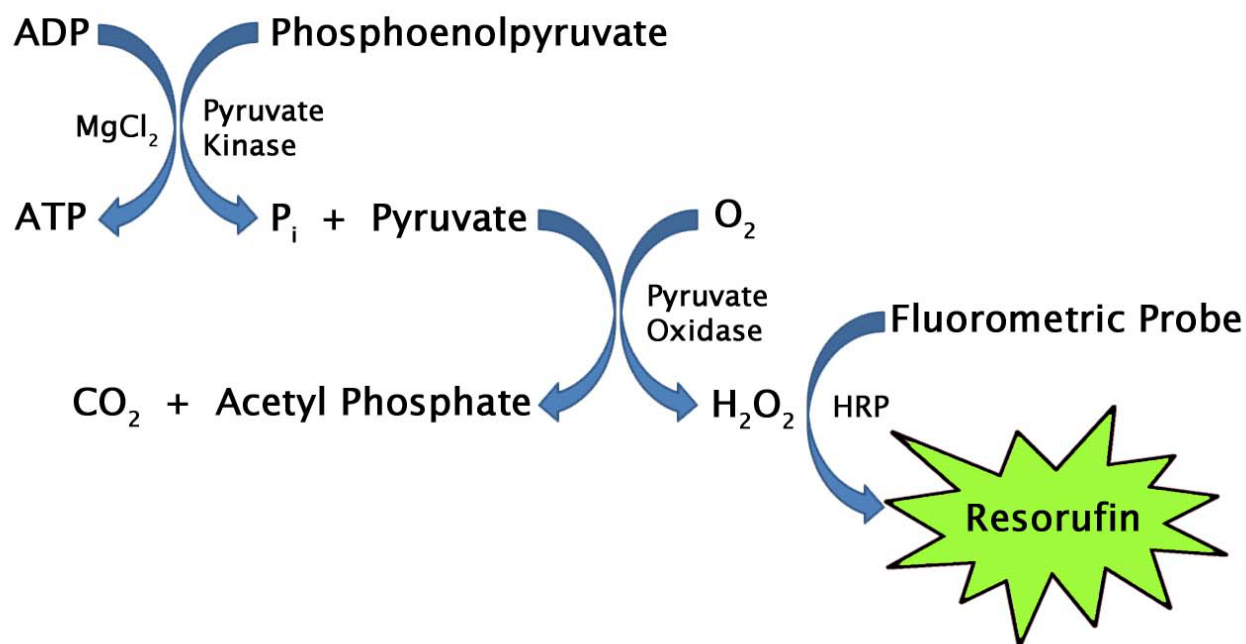 ADP Phosphoenolpyruvate
MgCl₂ Pyruvate
Kinase
ATP Pᵢ + Pyruvate O₂
Pyruvate
Oxidase
Fluorometric Probe
CO₂ + Acetyl Phosphate H₂O₂ HRP
Resorufin